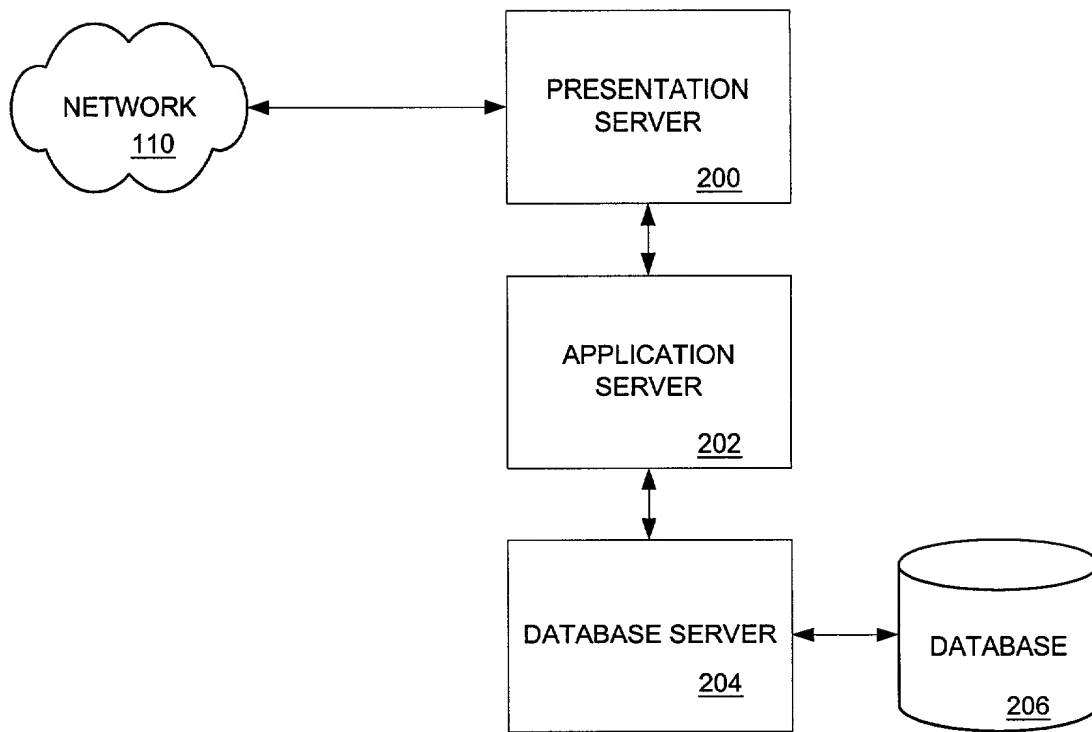 NETWORK
110
PRESENTATION
SERVER
200
APPLICATION
SERVER
202
DATABASE SERVER
204
DATABASE
206